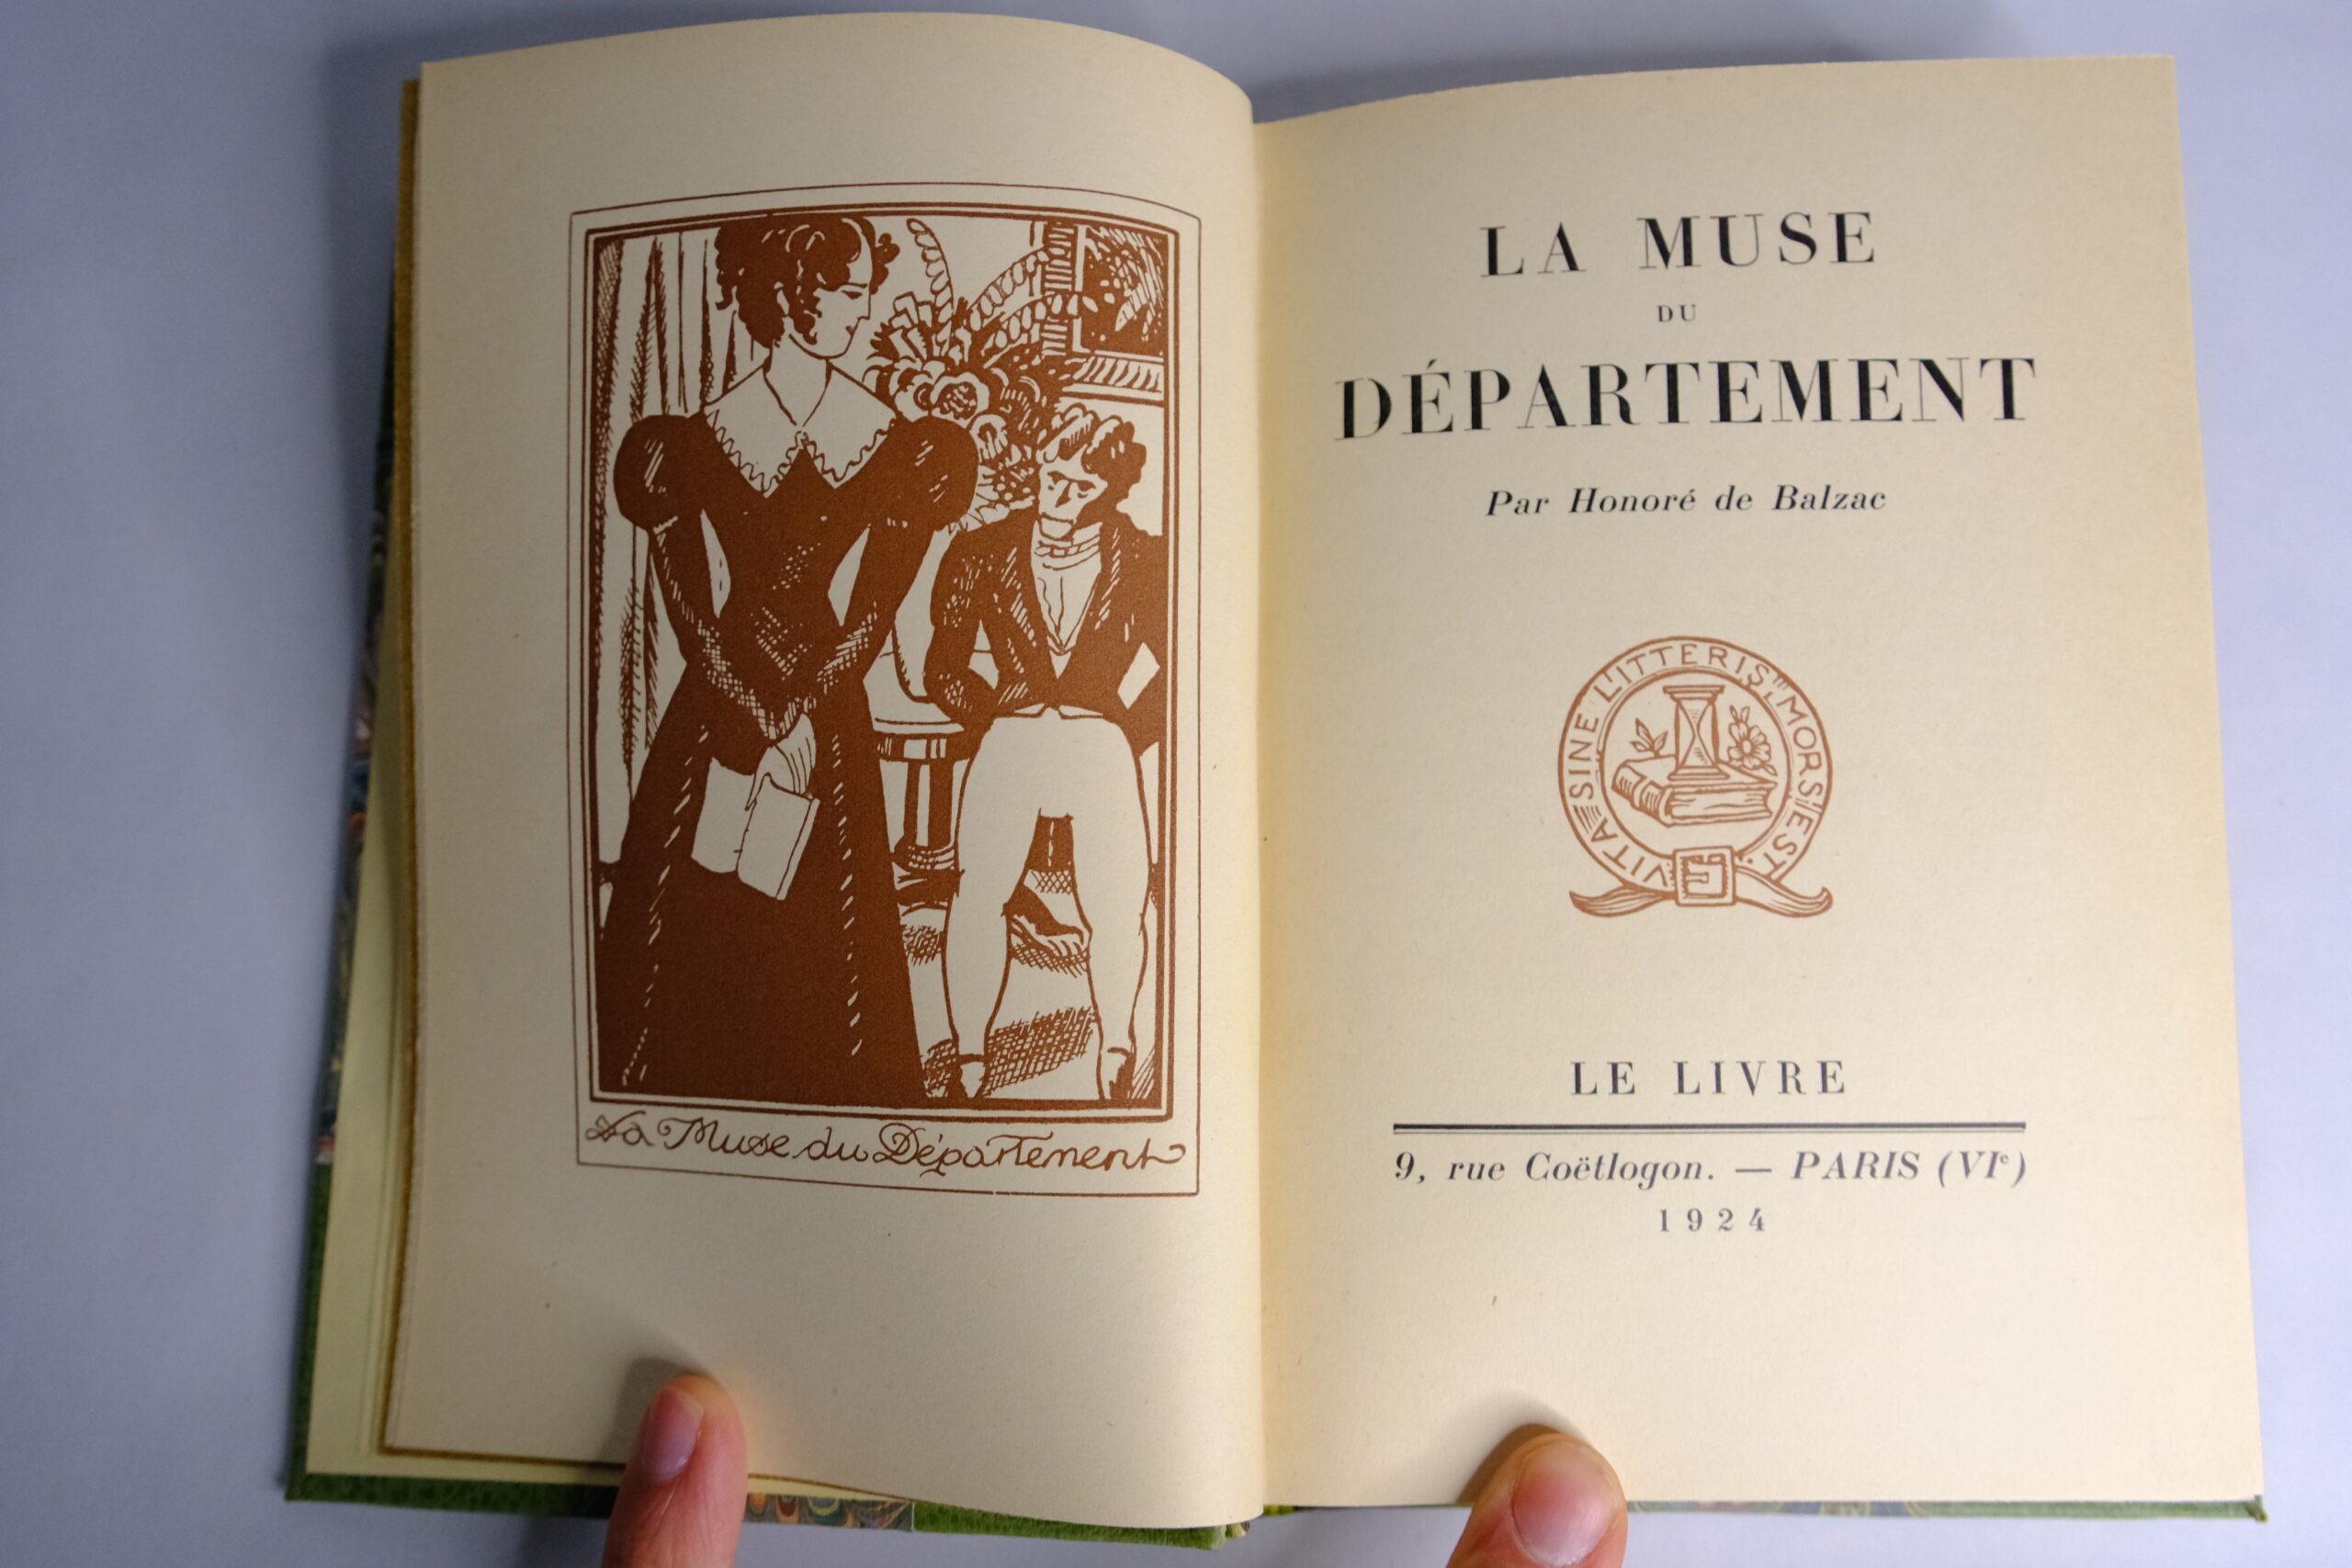 La Muse du Département
LA MUSE
DU
DÉPARTEMENT
Par Honoré de Balzac
VITA SINE LITTERIS MORS EST.
LE LIVRE
9, rue Coëtlogon. — PARIS (VIe)
1924